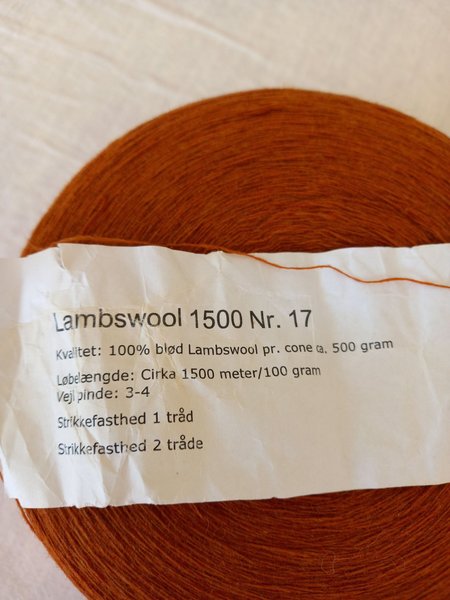 Lambswool 1500 Nr. 17
Kvalitet: 100% blød Lambswool pr. cone ca. 500 gram
Løbelængde: Cirka 1500 meter/100 gram
Vejl pinde: 3-4
Strikkefasthed 1 tråd
Strikkefasthed 2 tråde